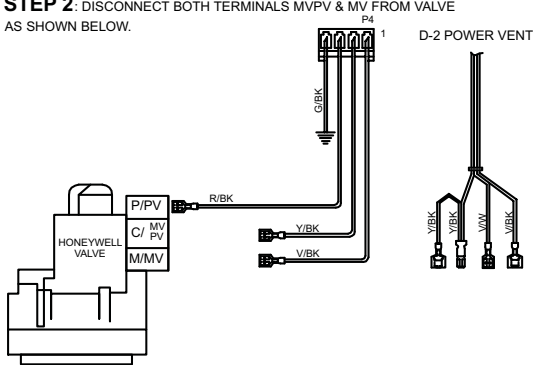 STEP 2: DISCONNECT BOTH TERMINALS MVPV & MV FROM VALVE
AS SHOWN BELOW.
P4
1
D-2 POWER VENT
G/BK
R/BK
Y/BK
V/BK
P/PV
C/ MV
PV
M/MV
HONEYWELL
VALVE
Y/BK
Y/BK
V/W
V/BK